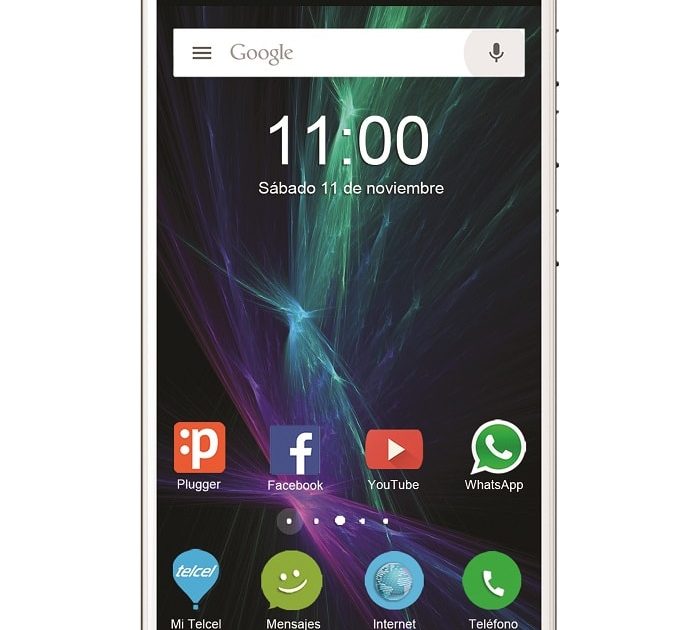 Google
11:00
Sábado 11 de noviembre
:p
f
Plugger
Facebook
YouTube
WhatsApp
telcel
Mi Telcel
Mensajes
Internet
Teléfono